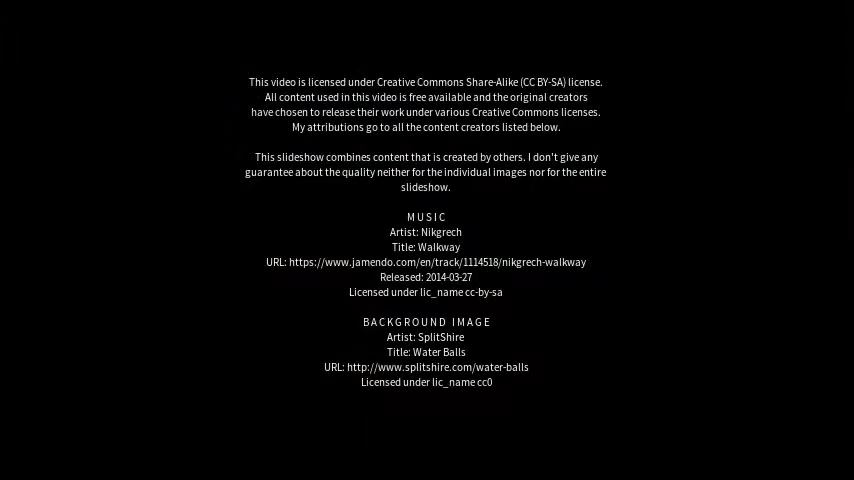 This video is licensed under Creative Commons Share-Alike (CC BY-SA) license.
All content used in this video is free available and the original creators
have chosen to release their work under various Creative Commons licenses.
My attributions go to all the content creators listed below.
This slideshow combines content that is created by others. I don't give any
guarantee about the quality neither for the individual images nor for the entire
slideshow.
MUSIC
Artist: Nikgrech
Title: Walkway
URL: https://www.jamendo.com/en/track/1114518/nikgrech-walkway
Released: 2014-03-27
Licensed under lic_name cc-by-sa
BACKGROUND IMAGE
Artist: SplitShire
Title: Water Balls
URL: http://www.splitshire.com/water-balls
Licensed under lic_name cc0